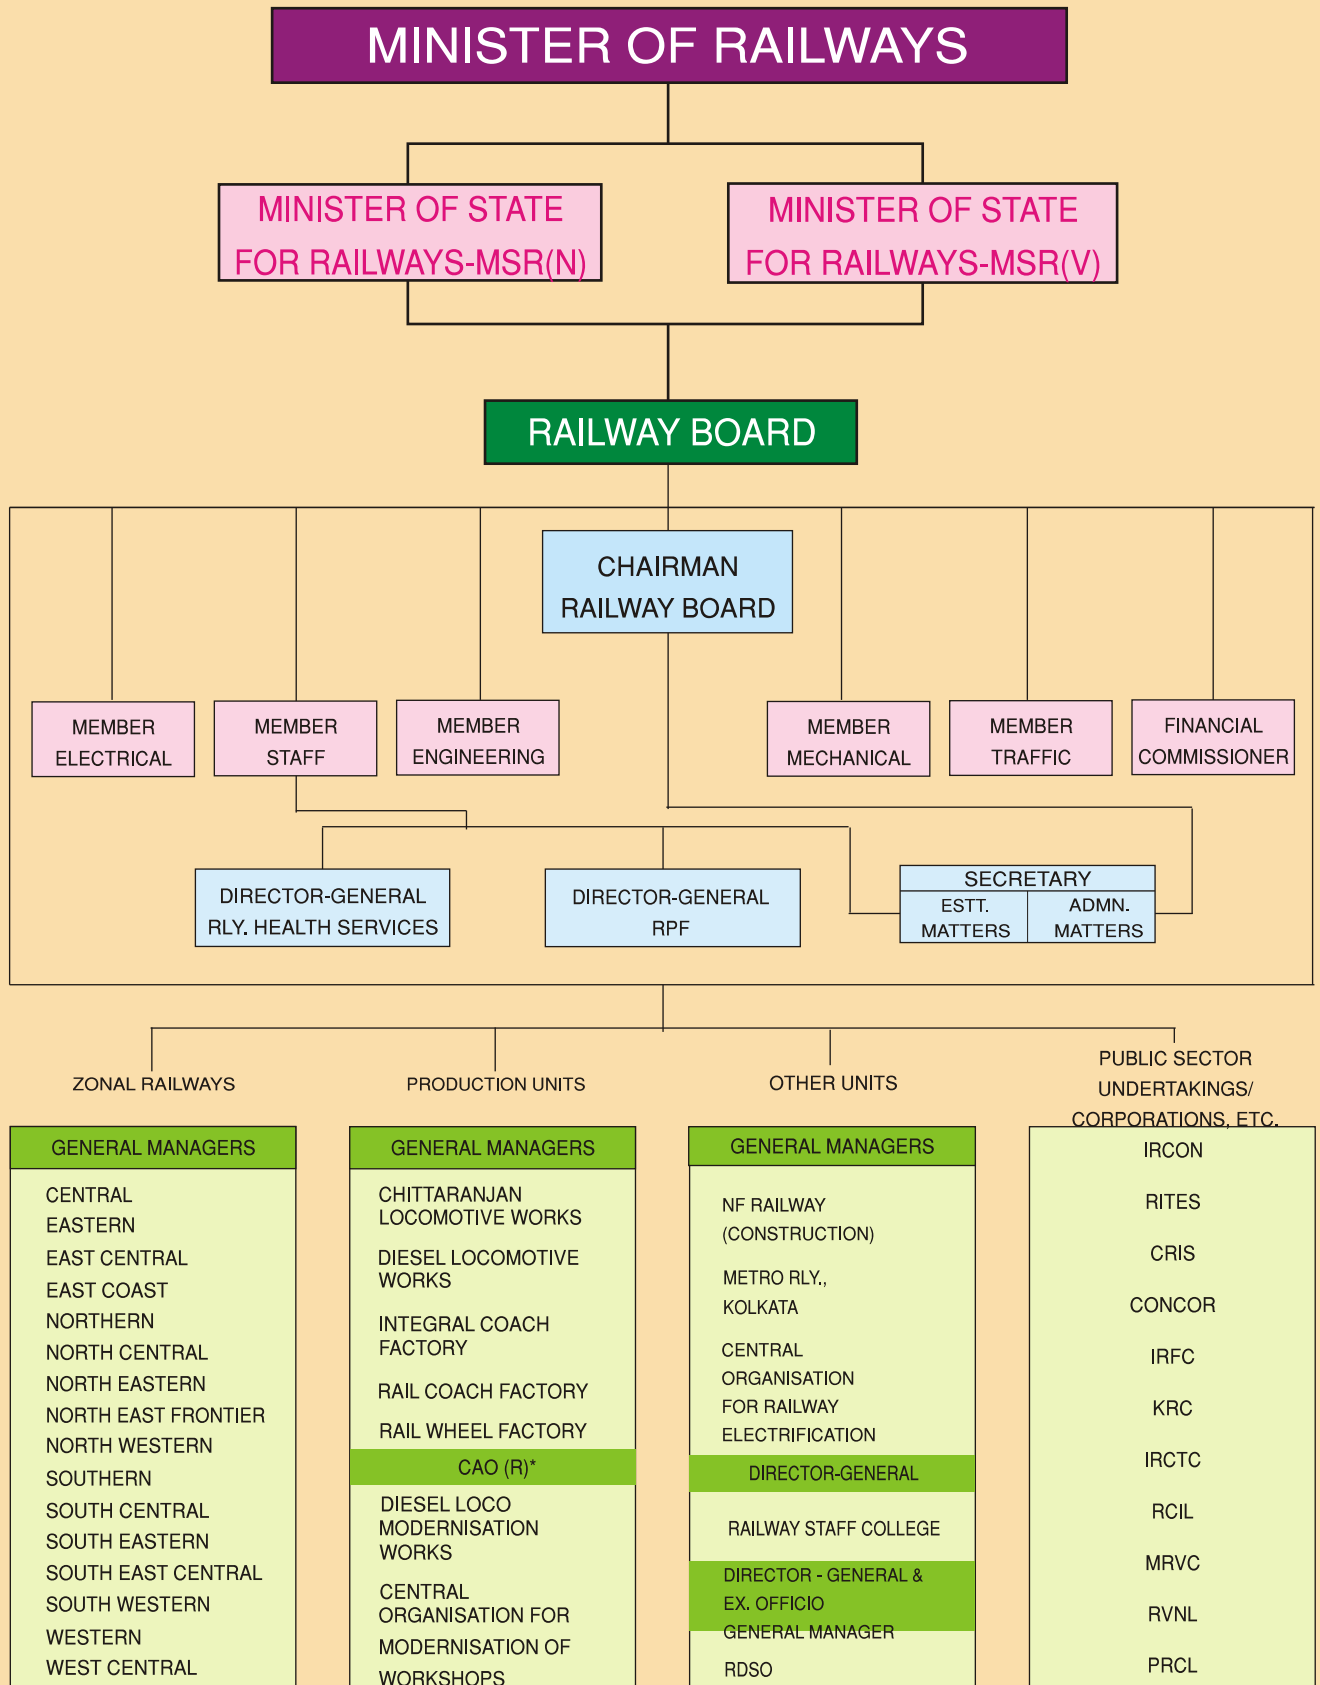 MINISTER OF RAILWAYS
MINISTER OF STATE
FOR RAILWAYS-MSR(N)
MINISTER OF STATE
FOR RAILWAYS-MSR(V)
RAILWAY BOARD
CHAIRMAN
RAILWAY BOARD
MEMBER
ELECTRICAL
MEMBER
STAFF
MEMBER
ENGINEERING
MEMBER
MECHANICAL
MEMBER
TRAFFIC
FINANCIAL
COMMISSIONER
DIRECTOR-GENERAL
RLY. HEALTH SERVICES
DIRECTOR-GENERAL
RPF
SECRETARY
ESTT.
MATTERS
ADMN.
MATTERS
ZONAL RAILWAYS
GENERAL MANAGERS
CENTRAL
EASTERN
EAST CENTRAL
EAST COAST
NORTHERN
NORTH CENTRAL
NORTH EASTERN
NORTH EAST FRONTIER
NORTH WESTERN
SOUTHERN
SOUTH CENTRAL
SOUTH EASTERN
SOUTH EAST CENTRAL
SOUTH WESTERN
WESTERN
WEST CENTRAL
PRODUCTION UNITS
GENERAL MANAGERS
CHITTARANJAN
LOCOMOTIVE WORKS
DIESEL LOCOMOTIVE
WORKS
INTEGRAL COACH
FACTORY
RAIL COACH FACTORY
RAIL WHEEL FACTORY
CAO (R)*
DIESEL LOCO
MODERNISATION
WORKS
CENTRAL
ORGANISATION FOR
MODERNISATION OF
WORKSHOPS
OTHER UNITS
GENERAL MANAGERS
NF RAILWAY
(CONSTRUCTION)
METRO RLY.,
KOLKATA
CENTRAL
ORGANISATION
FOR RAILWAY
ELECTRIFICATION
DIRECTOR-GENERAL
RAILWAY STAFF COLLEGE
DIRECTOR - GENERAL &
EX. OFFICIO
GENERAL MANAGER
RDSO
PUBLIC SECTOR
UNDERTAKINGS/
CORPORATIONS, ETC.
IRCON
RITES
CRIS
CONCOR
IRFC
KRC
IRCTC
RCIL
MRVC
RVNL
PRCL